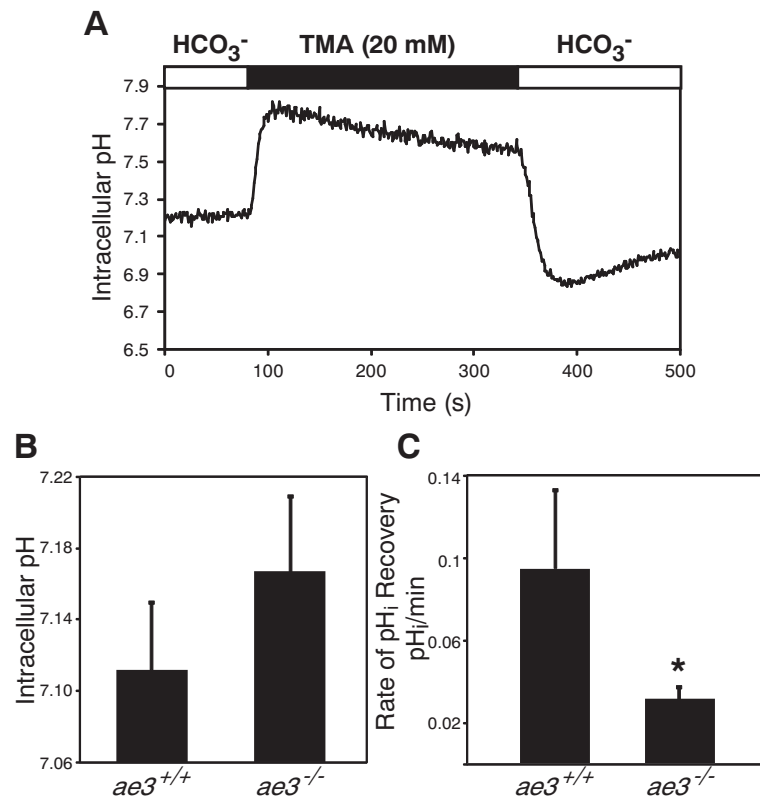 A
HCO₃⁻ TMA (20 mM) HCO₃⁻
7.9
7.7
7.5
7.3
7.1
6.9
6.7
6.5
Intracellular pH
0 100 200 300 400 500
Time (s)
B
7.22
7.18
7.14
7.10
7.06
Intracellular pH
ae3⁺/⁺ ae3⁻/⁻
C
0.14
0.1
0.06
0.02
Rate of pHᵢ Recovery
pHᵢ/min
*
ae3⁺/⁺ ae3⁻/⁻